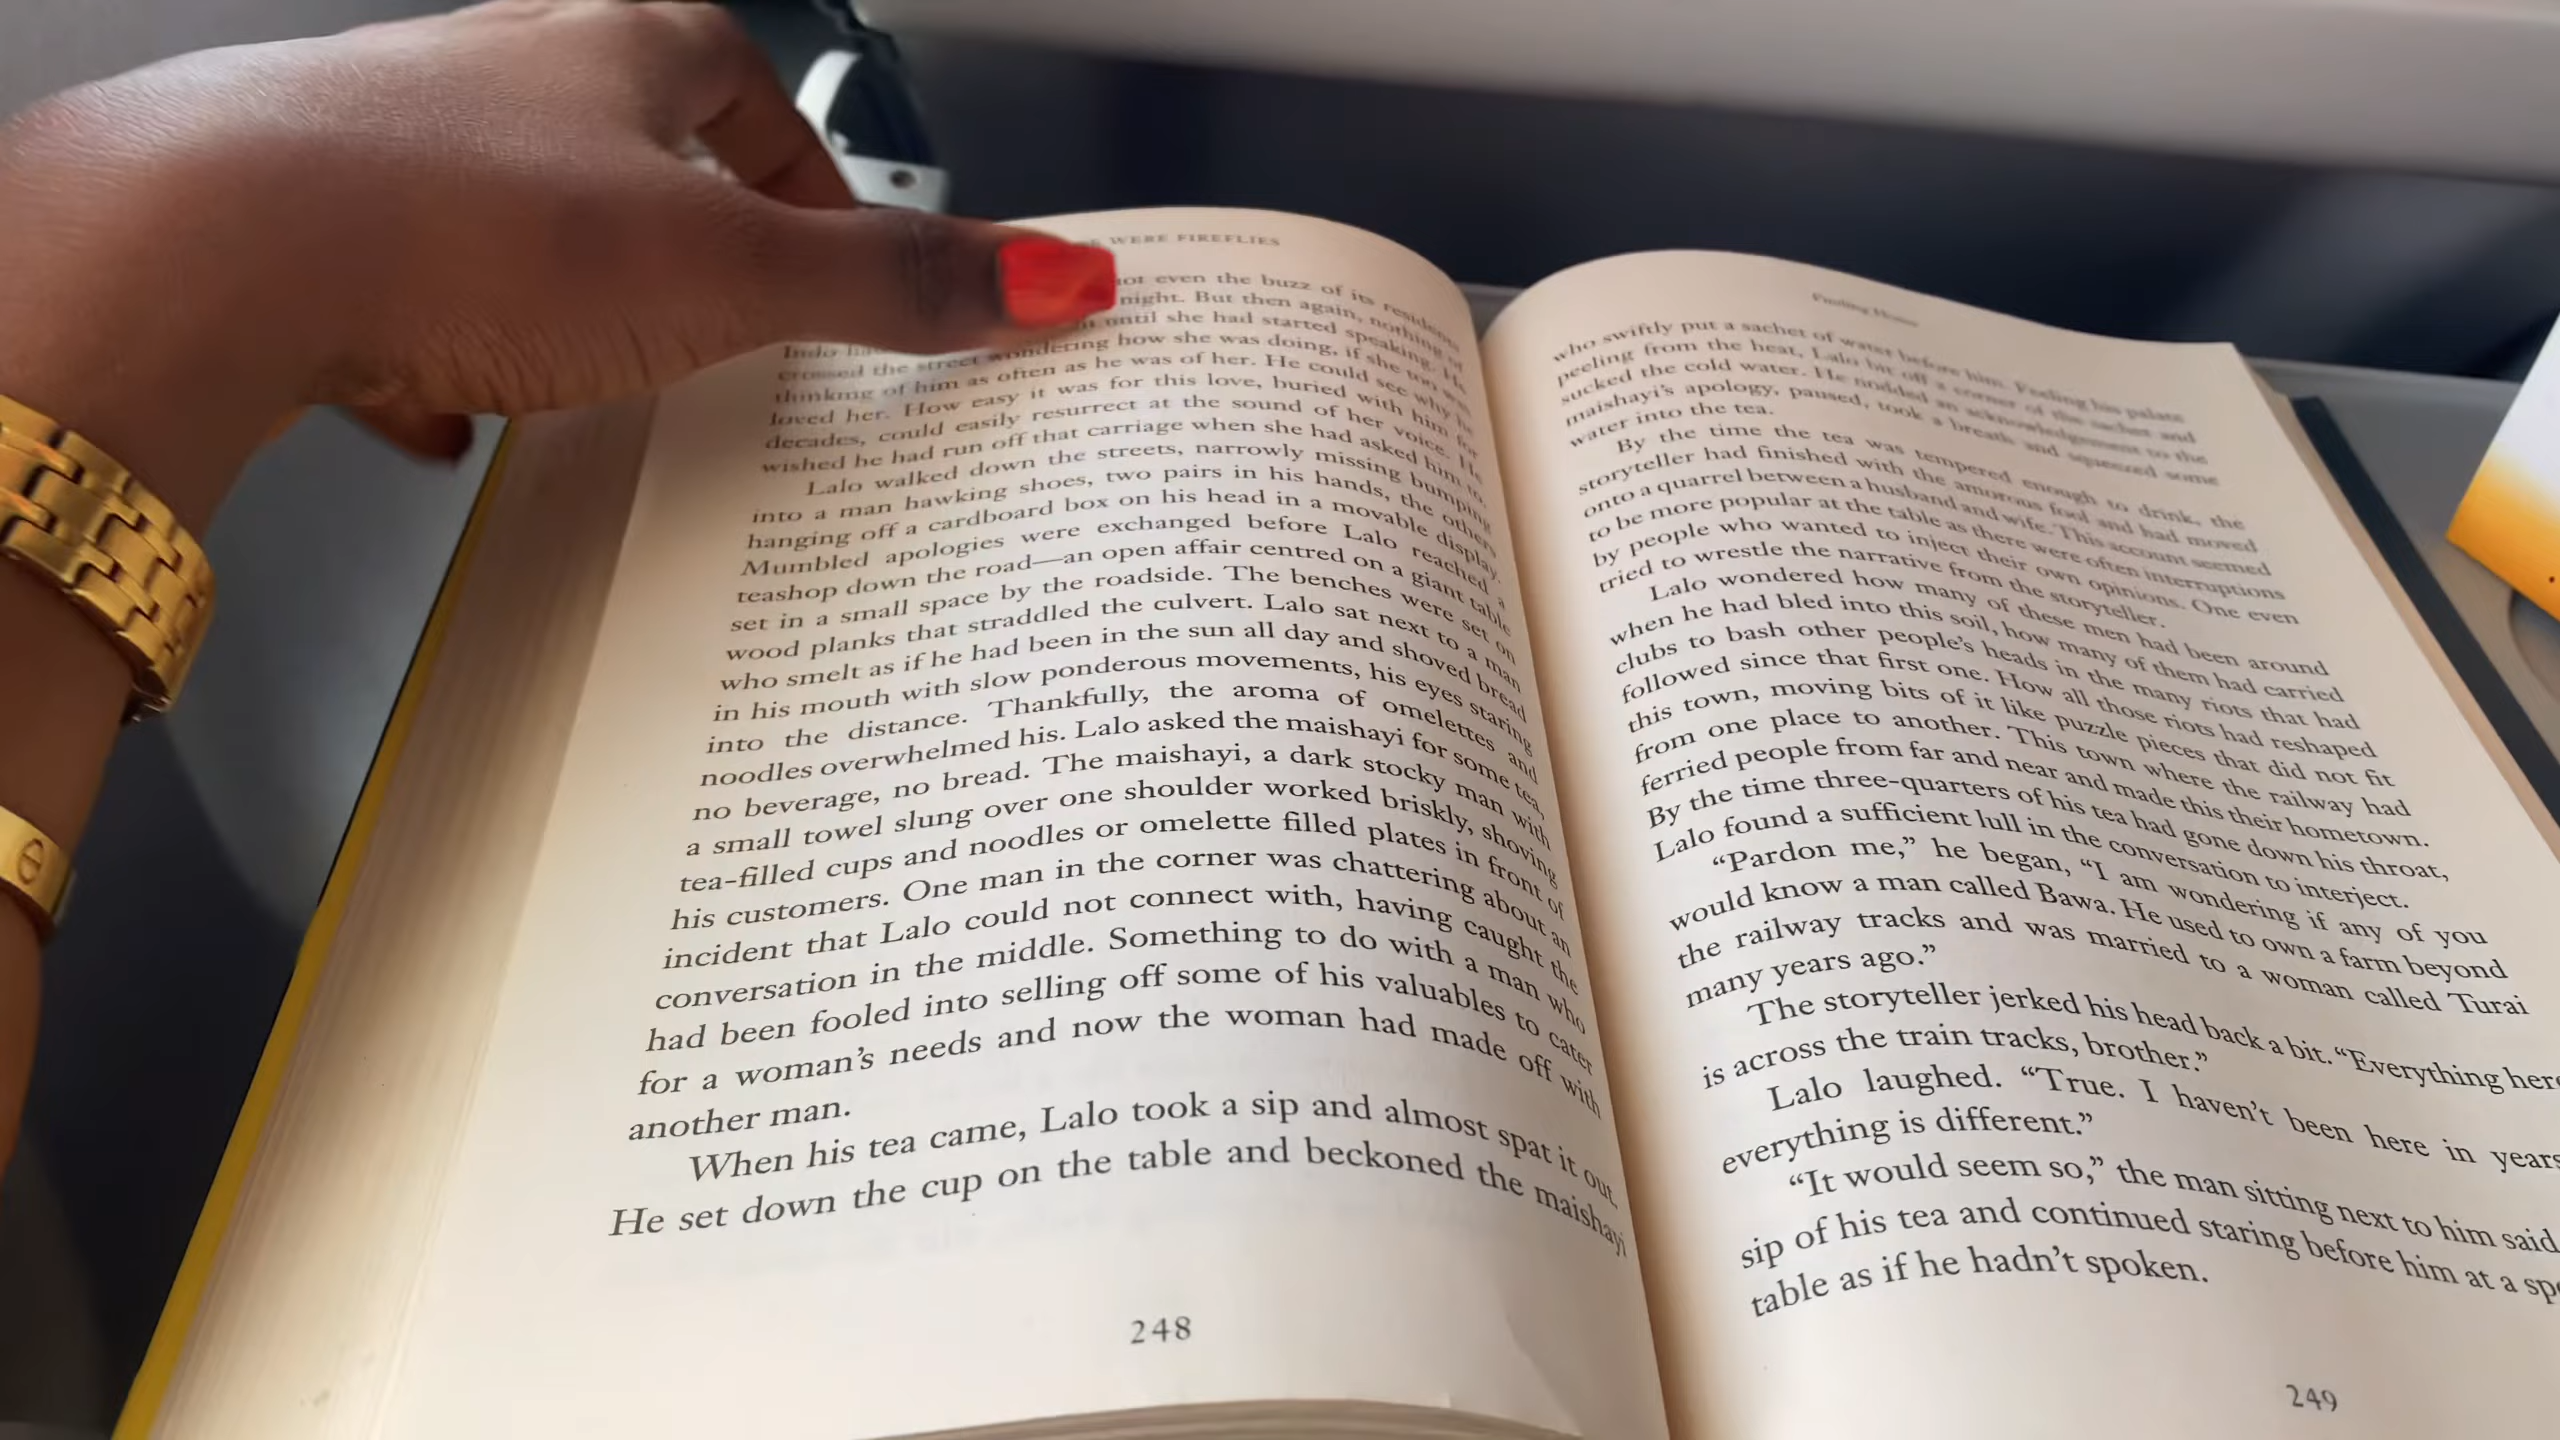 WERE FIREFLIES
not even the buzz of its residents
night. But then again, nothing
until she had started speaking. He
crossed the street wondering how she was doing, if she too was
thinking of him as often as he was of her. He could see why he
loved her. How easy it was for this love, buried with him for
decades, could easily resurrect at the sound of her voice. He
wished he had run off that carriage when she had asked him to.
Lalo walked down the streets, narrowly missing bumping
into a man hawking shoes, two pairs in his hands, the others
hanging off a cardboard box on his head in a movable display.
Mumbled apologies were exchanged before Lalo reached a
teashop down the road—an open affair centred on a giant table
set in a small space by the roadside. The benches were set on
wood planks that straddled the culvert. Lalo sat next to a man
who smelt as if he had been in the sun all day and shoved bread
in his mouth with slow ponderous movements, his eyes staring
into the distance. Thankfully, the aroma of omelettes and
noodles overwhelmed his. Lalo asked the maishayi for some tea,
no beverage, no bread. The maishayi, a dark stocky man with
a small towel slung over one shoulder worked briskly, shoving
tea-filled cups and noodles or omelette filled plates in front of
his customers. One man in the corner was chattering about an
incident that Lalo could not connect with, having caught the
conversation in the middle. Something to do with a man who
had been fooled into selling off some of his valuables to cater
for a woman's needs and now the woman had made off with
another man.
When his tea came, Lalo took a sip and almost spat it out.
He set down the cup on the table and beckoned the maishayi
248
Finding Home
who swiftly put a sachet of water before him. Feeling his palate
peeling from the heat, Lalo bit off a corner of the sachet and
sucked the cold water. He nodded an acknowledgement to the
maishayi's apology, paused, took a breath and squeezed some
water into the tea.
By the time the tea was tempered enough to drink, the
storyteller had finished with the amorous fool and had moved
onto a quarrel between a husband and wife. This account seemed
to be more popular at the table as there were often interruptions
by people who wanted to inject their own opinions. One even
tried to wrestle the narrative from the storyteller.
Lalo wondered how many of these men had been around
when he had bled into this soil, how many of them had carried
clubs to bash other people's heads in the many riots that had
followed since that first one. How all those riots had reshaped
this town, moving bits of it like puzzle pieces that did not fit
from one place to another. This town where the railway had
ferried people from far and near and made this their hometown.
By the time three-quarters of his tea had gone down his throat,
Lalo found a sufficient lull in the conversation to interject.
“Pardon me,” he began, “I am wondering if any of you
would know a man called Bawa. He used to own a farm beyond
the railway tracks and was married to a woman called Turai
many years ago.”
The storyteller jerked his head back a bit. “Everything here
is across the train tracks, brother.”
Lalo laughed. “True. I haven't been here in years
everything is different.”
“It would seem so,” the man sitting next to him said
sip of his tea and continued staring before him at a
table as if he hadn't spoken.
249